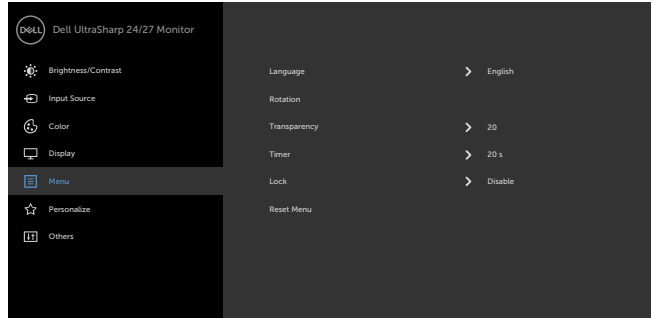 DELL Dell UltraSharp 24/27 Monitor
Brightness/Contrast
Input Source
Color
Display
Menu
Personalize
Others
Language English
Rotation
Transparency 20
Timer 20 s
Lock Disable
Reset Menu